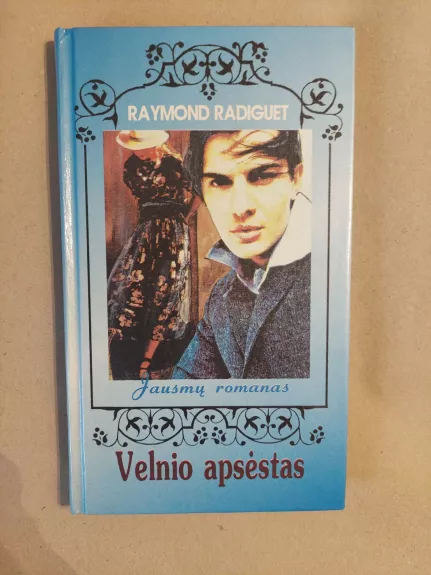 RAYMOND RADIGUET
Jausmų romanas
Velnio apsėstas